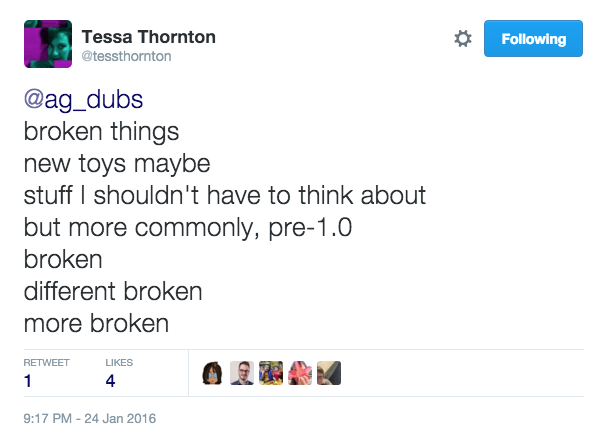 Tessa Thornton
@tessthornton
Following
@ag_dubs
broken things
new toys maybe
stuff I shouldn't have to think about
but more commonly, pre-1.0
broken
different broken
more broken
RETWEET LIKES
1 4
9:17 PM - 24 Jan 2016